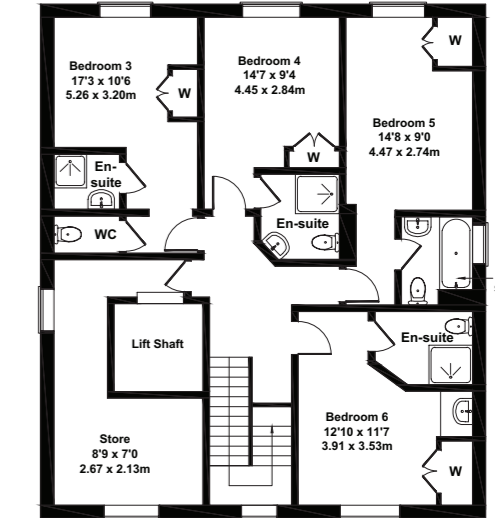 Bedroom 3
17'3 x 10'6
5.26 x 3.20m
W
Bedroom 4
14'7 x 9'4
4.45 x 2.84m
W
W
Bedroom 5
14'8 x 9'0
4.47 x 2.74m
En-
suite
WC
En-suite
Lift Shaft
En-suite
Store
8'9 x 7'0
2.67 x 2.13m
Bedroom 6
12'10 x 11'7
3.91 x 3.53m
W